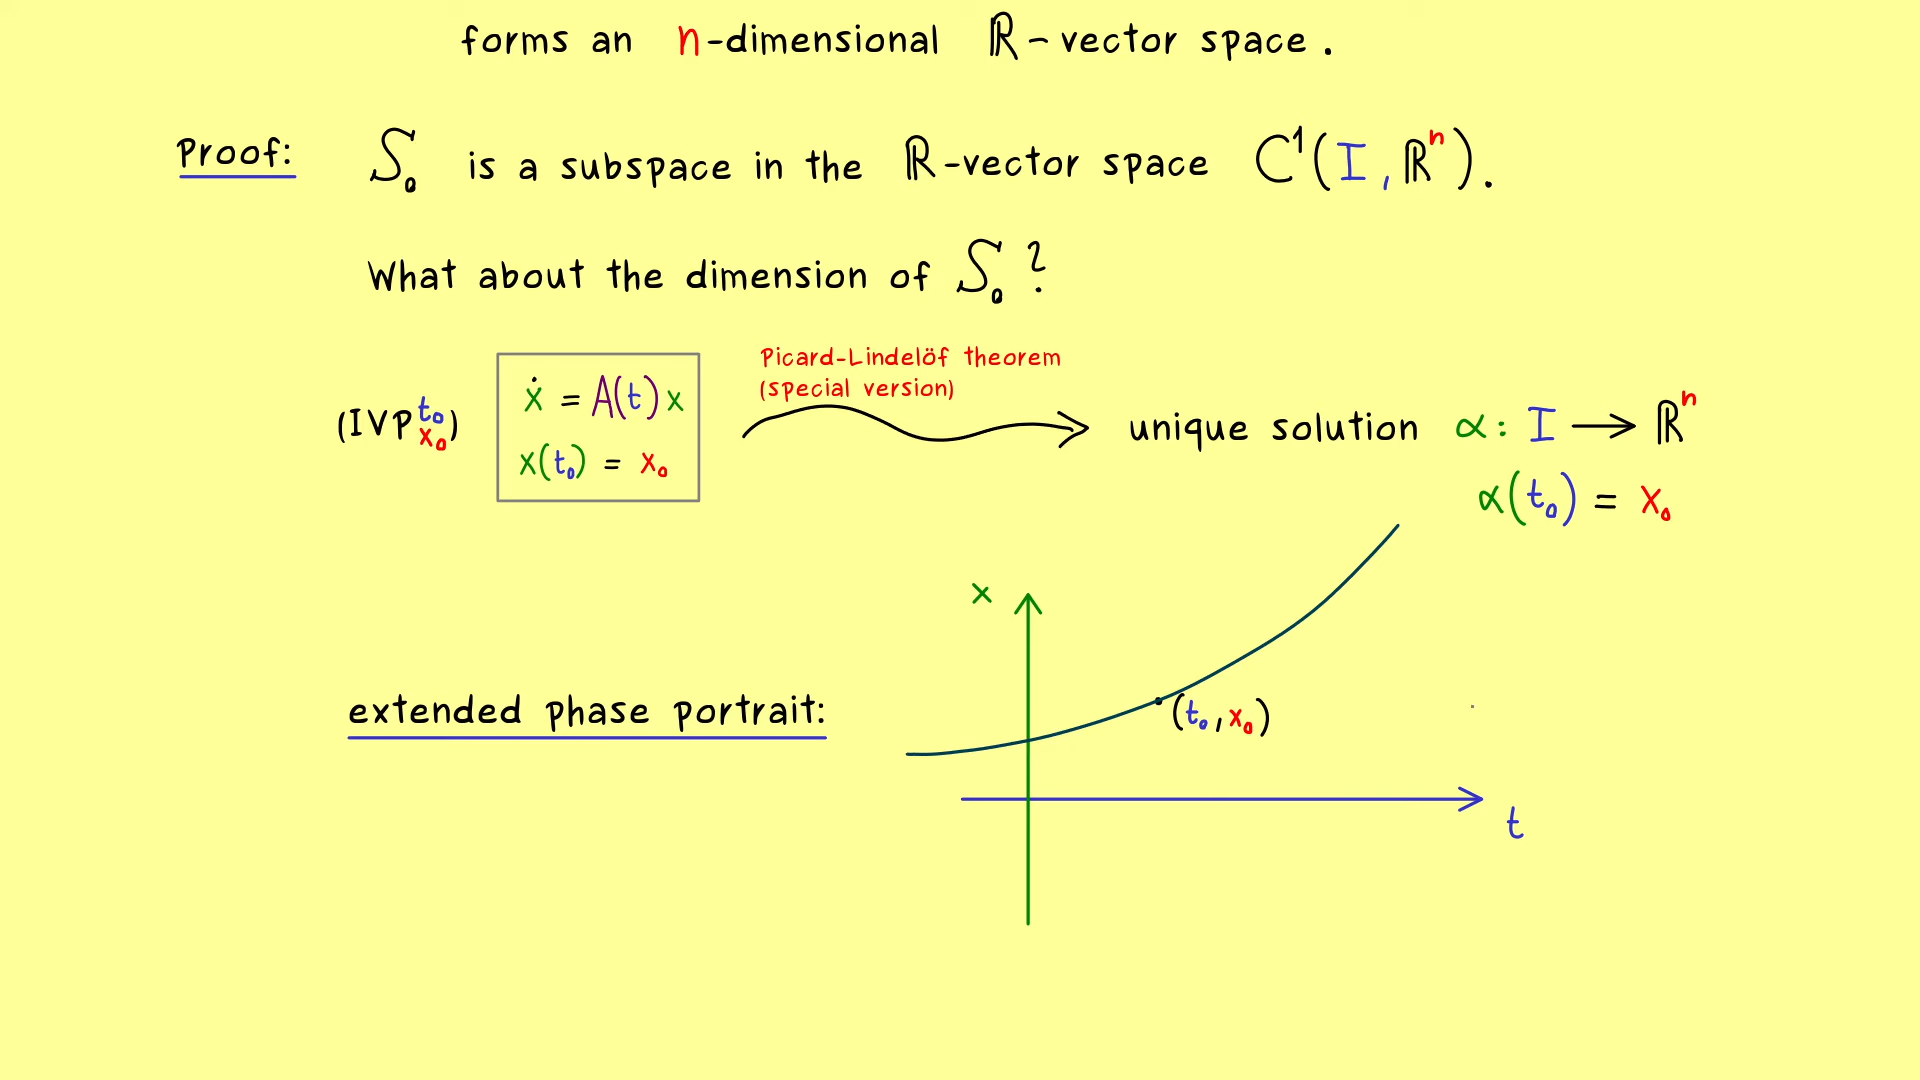 forms an n-dimensional ℝ-vector space.
Proof: S₀ is a subspace in the ℝ-vector space C¹(I, ℝⁿ).
What about the dimension of S₀?
Picard-Lindelöf theorem
(special version)
(IVP^{t₀}_{x₀}) ẋ = A(t)x
x(t₀) = x₀
unique solution α: I → ℝⁿ
α(t₀) = x₀
x
extended phase portrait:
(t₀, x₀)
t